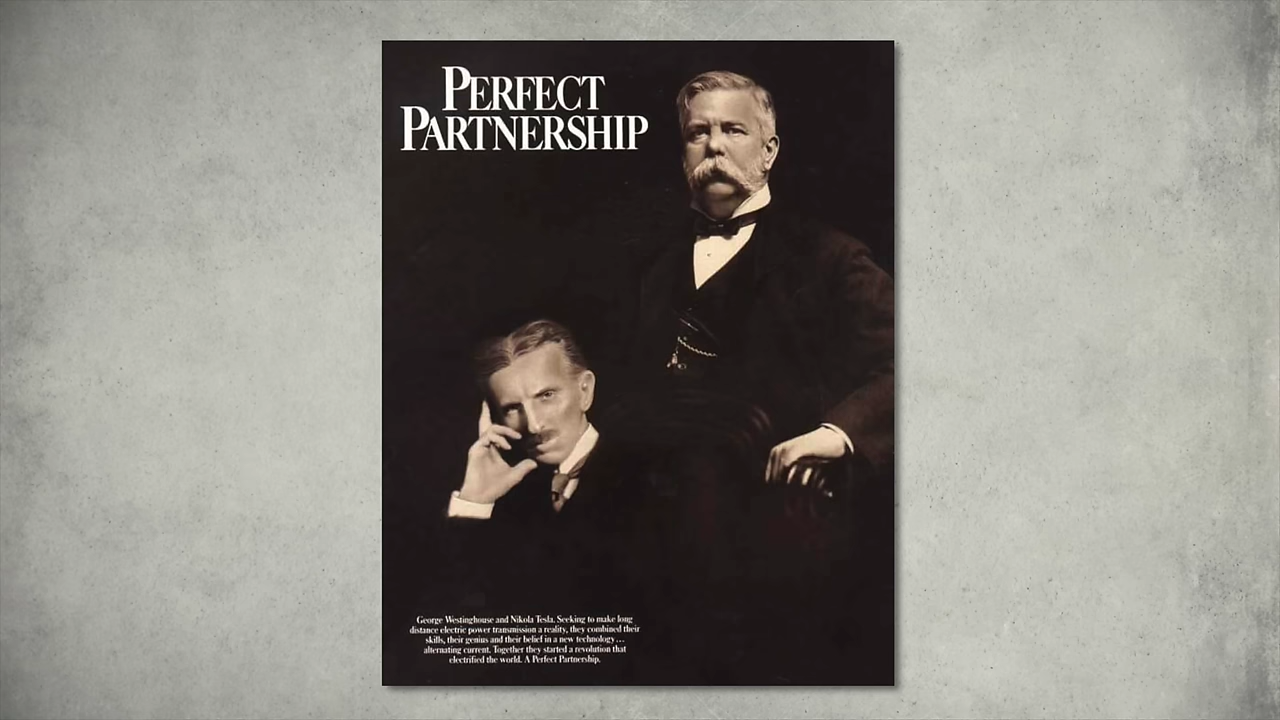 PERFECT
PARTNERSHIP
George Westinghouse and Nikola Tesla. Seeking to make long
distance electric power transmission a reality, they combined their
skills, their genius and their belief in a new technology...
alternating current. Together they started a revolution that
electrified the world. A Perfect Partnership.